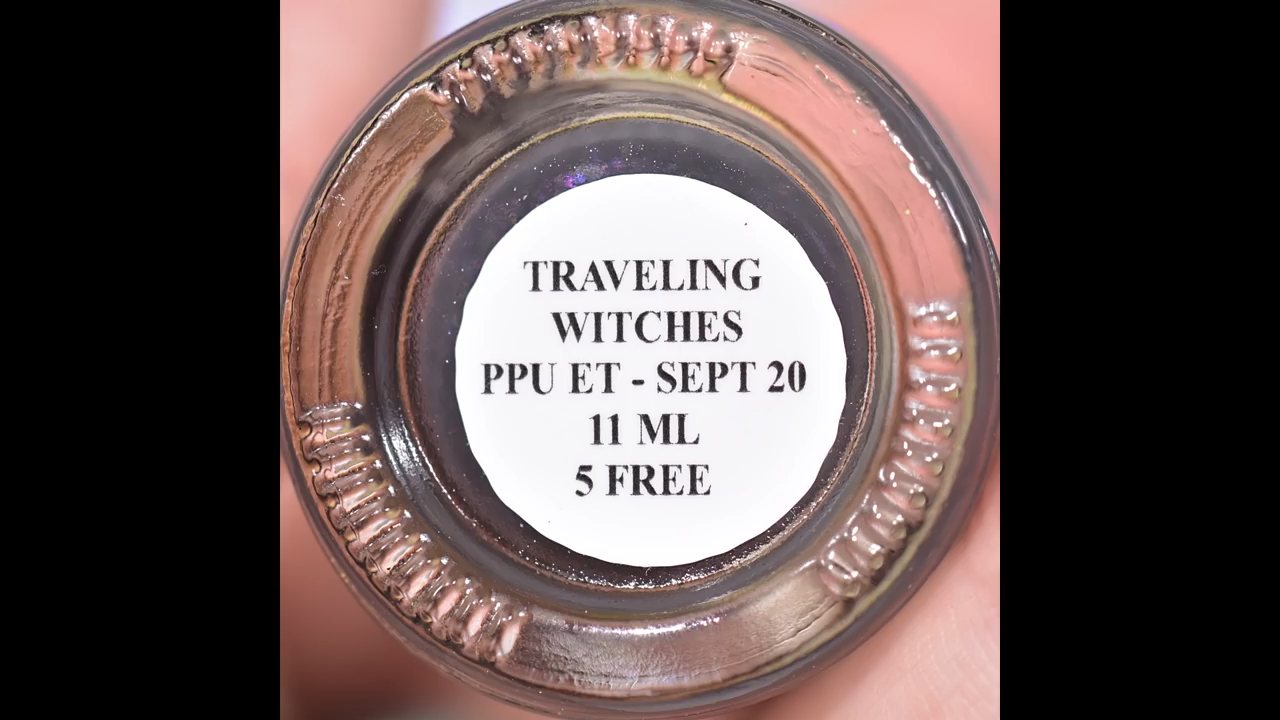 TRAVELING
WITCHES
PPU ET - SEPT 20
11 ML
5 FREE